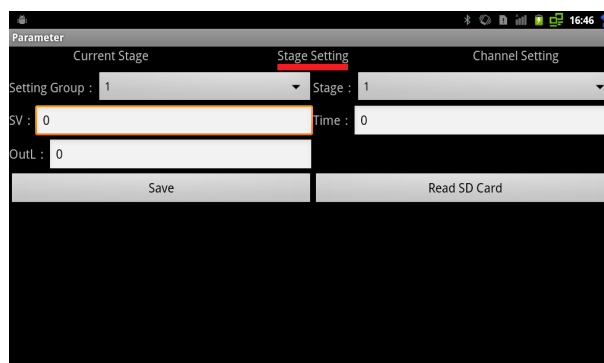 16:46
Parameter
Current Stage Stage Setting Channel Setting
Setting Group : 1 Stage : 1
SV : 0 Time : 0
OutL : 0
Save Read SD Card